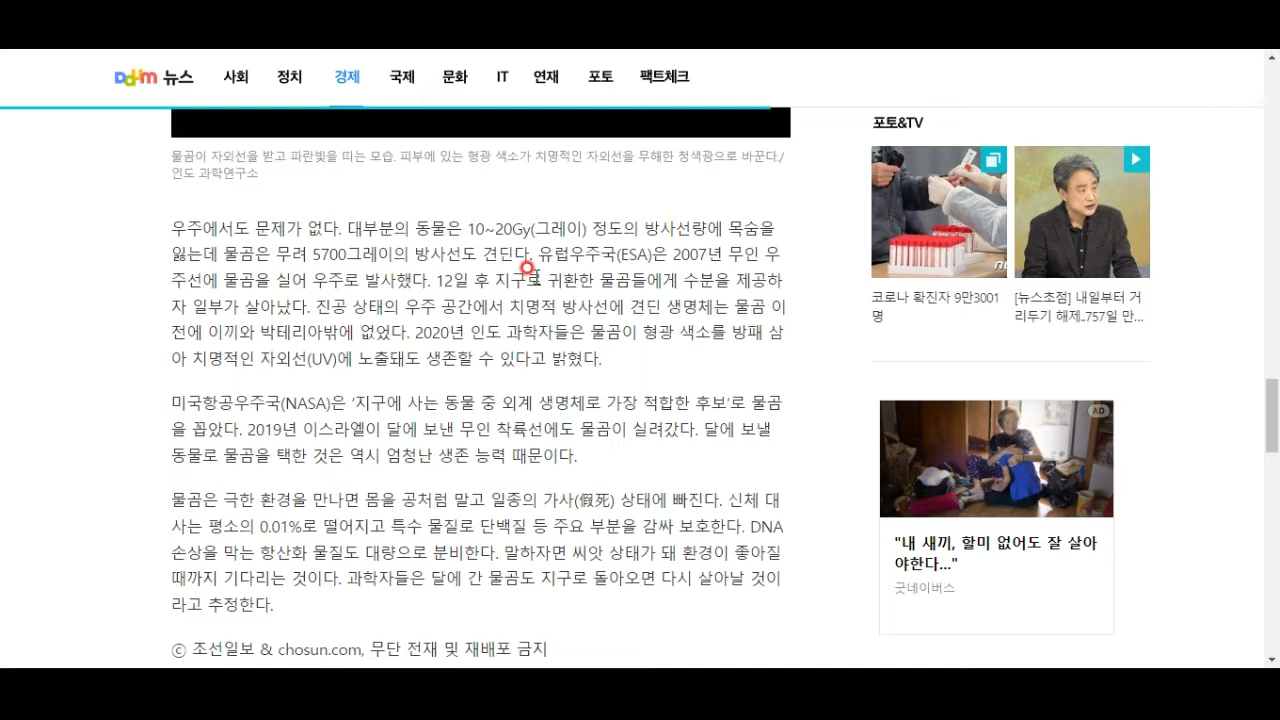 Daum 뉴스 사회 정치 경제 국제 문화 IT 연재 포토 팩트체크
물곰이 자외선을 받고 파란빛을 띠는 모습. 피부에 있는 형광 색소가 치명적인 자외선을 무해한 청색광으로 바꾼다./
인도 과학연구소
우주에서도 문제가 없다. 대부분의 동물은 10~20Gy(그레이) 정도의 방사선량에 목숨을
잃는데 물곰은 무려 5700그레이의 방사선도 견딘다. 유럽우주국(ESA)은 2007년 무인 우
주선에 물곰을 실어 우주로 발사했다. 12일 후 지구로 귀환한 물곰들에게 수분을 제공하
자 일부가 살아났다. 진공 상태의 우주 공간에서 치명적 방사선에 견딘 생명체는 물곰 이
전에 이끼와 박테리아밖에 없었다. 2020년 인도 과학자들은 물곰이 형광 색소를 방패 삼
아 치명적인 자외선(UV)에 노출돼도 생존할 수 있다고 밝혔다.
미국항공우주국(NASA)은 ‘지구에 사는 동물 중 외계 생명체로 가장 적합한 후보’로 물곰
을 꼽았다. 2019년 이스라엘이 달에 보낸 무인 착륙선에도 물곰이 실려갔다. 달에 보낼
동물로 물곰을 택한 것은 역시 엄청난 생존 능력 때문이다.
물곰은 극한 환경을 만나면 몸을 공처럼 말고 일종의 가사(假死) 상태에 빠진다. 신체 대
사는 평소의 0.01%로 떨어지고 특수 물질로 단백질 등 주요 부분을 감싸 보호한다. DNA
손상을 막는 항산화 물질도 대량으로 분비한다. 말하자면 씨앗 상태가 돼 환경이 좋아질
때까지 기다리는 것이다. 과학자들은 달에 간 물곰도 지구로 돌아오면 다시 살아날 것이
라고 추정한다.
ⓒ 조선일보 & chosun.com, 무단 전재 및 재배포 금지
포토&TV
코로나 확진자 9만3001
명
[뉴스초점] 내일부터 거
리두기 해제..757일 만...
AD
"내 새끼, 할미 없어도 잘 살아
야한다..."
굿네이버스